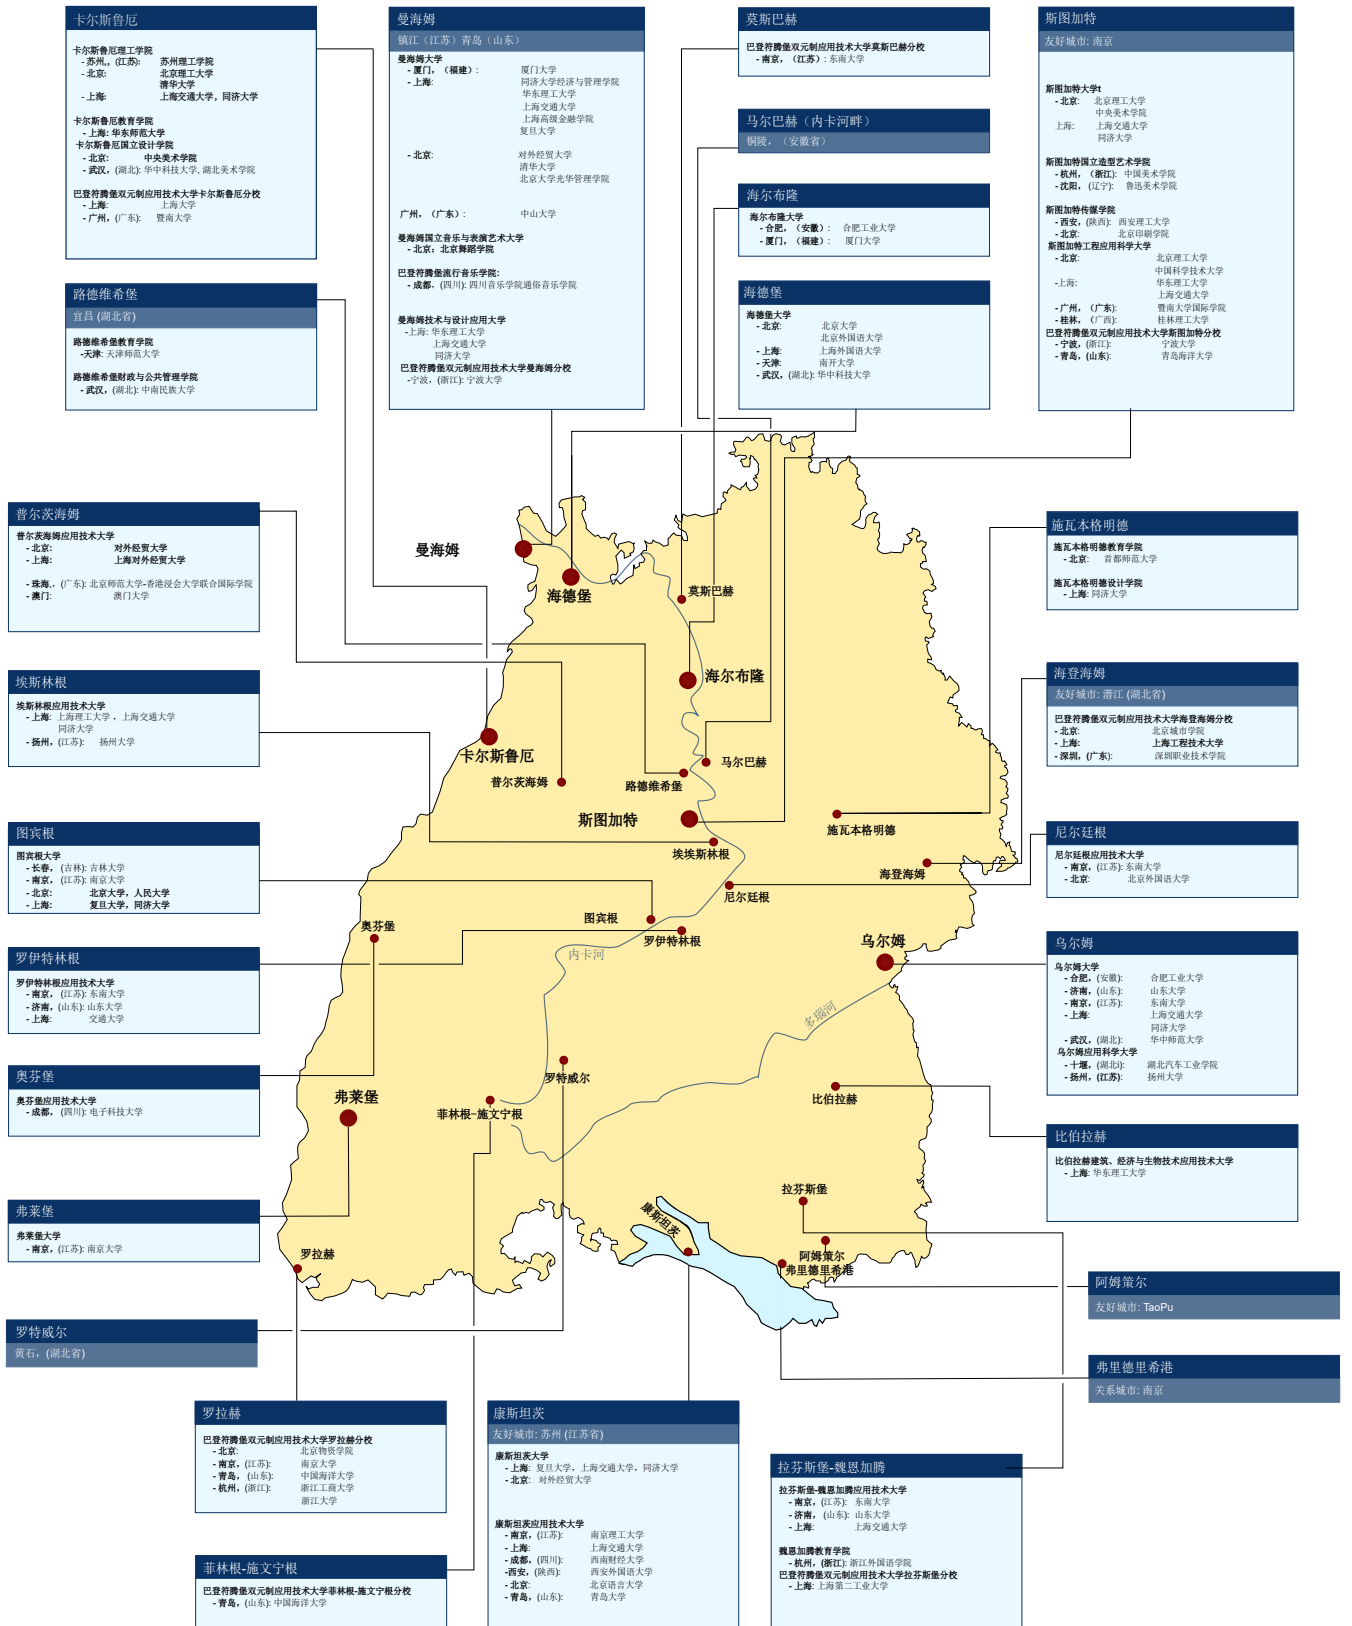 卡尔斯鲁厄
卡尔斯鲁厄理工学院
- 苏州,, (江苏): 苏州理工学院
- 北京: 北京理工大学
清华大学
- 上海: 上海交通大学，同济大学
卡尔斯鲁厄教育学院
- 上海: 华东师范大学
卡尔斯鲁厄国立设计学院
- 北京: 中央美术学院
- 武汉，(湖北): 华中科技大学, 湖北美术学院
巴登符腾堡双元制应用技术大学卡尔斯鲁厄分校
- 上海: 上海大学
- 广州，(广东): 暨南大学
曼海姆
镇江（江苏）青岛（山东）
曼海姆大学
- 厦门，（福建）: 厦门大学
- 上海: 同济大学经济与管理学院
华东理工大学
上海交通大学
上海高级金融学院
复旦大学
- 北京: 对外经贸大学
清华大学
北京大学光华管理学院
广州，（广东）: 中山大学
曼海姆国立音乐与表演艺术大学
- 北京：北京舞蹈学院
巴登符腾堡流行音乐学院:
- 成都，(四川): 四川音乐学院通俗音乐学院
曼海姆技术与设计应用大学
-上海: 华东理工大学
上海交通大学
同济大学
巴登符腾堡双元制应用技术大学曼海姆分校
-宁波，(浙江): 宁波大学
莫斯巴赫
巴登符腾堡双元制应用技术大学莫斯巴赫分校
- 南京，（江苏）: 东南大学
马尔巴赫（内卡河畔）
铜陵，（安徽省）
海尔布隆
海尔布隆大学
- 合肥，（安徽）: 合肥工业大学
- 厦门，（福建）: 厦门大学
海德堡
海德堡大学
- 北京: 北京大学
北京外国语大学
- 上海: 上海外国语大学
- 天津: 南开大学
- 武汉，(湖北): 华中科技大学
斯图加特
友好城市: 南京
斯图加特大学t
- 北京: 北京理工大学
中央美术学院
上海: 上海交通大学
同济大学
斯图加特国立造型艺术学院
- 杭州，（浙江): 中国美术学院
- 沈阳，(辽宁): 鲁迅美术学院
斯图加特传媒学院
- 西安，(陕西): 西安理工大学
- 北京: 北京印刷学院
斯图加特工程应用科学大学
- 北京: 北京理工大学
中国科学技术大学
-上海: 华东理工大学
上海交通大学
- 广州，（广东): 暨南大学国际学院
- 桂林，（广西): 桂林理工大学
巴登符腾堡双元制应用技术大学斯图加特分校
- 宁波，(浙江): 宁波大学
- 青岛，(山东): 青岛海洋大学
路德维希堡
宜昌 (湖北省)
路德维希堡教育学院
-天津: 天津师范大学
路德维希堡财政与公共管理学院
- 武汉，(湖北): 中南民族大学
普尔茨海姆
普尔茨海姆应用技术大学
- 北京: 对外经贸大学
- 上海: 上海对外经贸大学
- 珠海,，(广东): 北京师范大学-香港浸会大学联合国际学院
- 澳门: 澳门大学
埃斯林根
埃斯林根应用技术大学
- 上海: 上海理工大学 ，上海交通大学
同济大学
- 扬州，(江苏): 扬州大学
图宾根
图宾根大学
- 长春， (吉林): 吉林大学
- 南京， (江苏): 南京大学
- 北京: 北京大学，人民大学
- 上海: 复旦大学，同济大学
罗伊特林根
罗伊特林根应用技术大学
- 南京， (江苏): 东南大学
- 济南，(山东): 山东大学
- 上海: 交通大学
奥芬堡
奥芬堡应用技术大学
- 成都， (四川): 电子科技大学
弗莱堡
弗莱堡大学
- 南京，(江苏): 南京大学
罗特威尔
黄石，(湖北省)
施瓦本格明德
施瓦本格明德教育学院
- 北京: 首都师范大学
施瓦本格明德设计学院
- 上海: 同济大学
海登海姆
友好城市: 潜江 (湖北省)
巴登符腾堡双元制应用技术大学海登海姆分校
- 北京: 北京城市学院
- 上海: 上海工程技术大学
- 深圳，(广东): 深圳职业技术学院
尼尔廷根
尼尔廷根应用技术大学
- 南京，(江苏): 东南大学
- 北京: 北京外国语大学
乌尔姆
乌尔姆大学
- 合肥，(安徽): 合肥工业大学
- 济南，(山东): 山东大学
- 南京，(江苏): 东南大学
- 上海: 上海交通大学
同济大学
- 武汉，(湖北): 华中师范大学
乌尔姆应用科学大学
- 十堰，(湖北i): 湖北汽车工业学院
- 扬州，(江苏): 扬州大学
比伯拉赫
比伯拉赫建筑、经济与生物技术应用技术大学
- 上海: 华东理工大学
阿姆策尔
友好城市: TaoPu
弗里德里希港
关系城市: 南京
罗拉赫
巴登符腾堡双元制应用技术大学罗拉赫分校
- 北京: 北京物资学院
- 南京，(江苏): 南京大学
- 青岛， (山东): 中国海洋大学
- 杭州，(浙江): 浙江工商大学
浙江大学
菲林根-施文宁根
巴登符腾堡双元制应用技术大学菲林根-施文宁根分校
- 青岛，(山东): 中国海洋大学
康斯坦茨
友好城市: 苏州 (江苏省)
康斯坦茨大学
- 上海: 复旦大学，上海交通大学，同济大学
- 北京: 对外经贸大学
康斯坦茨应用技术大学
- 南京，(江苏): 南京理工大学
- 上海: 上海交通大学
- 成都，(四川): 西南财经大学
-西安，(陕西): 西安外国语大学
- 北京: 北京语言大学
- 青岛，(山东): 青岛大学
拉芬斯堡-魏恩加腾
拉芬斯堡-魏恩加腾应用技术大学
- 南京，(江苏): 东南大学
- 济南，(山东): 山东大学
- 上海: 上海交通大学
魏恩加腾教育学院
- 杭州，(浙江): 浙江外国语学院
巴登符腾堡双元制应用技术大学拉芬斯堡分校
- 上海: 上海第二工业大学
曼海姆
海德堡
莫斯巴赫
海尔布隆
卡尔斯鲁厄
普尔茨海姆
马尔巴赫
路德维希堡
斯图加特
施瓦本格明德
埃埃斯林根
海登海姆
尼尔廷根
图宾根
罗伊特林根
奥芬堡
内卡河
乌尔姆
多瑙河
罗特威尔
弗莱堡
菲林根-施文宁根
比伯拉赫
拉芬斯堡
康斯坦茨
罗拉赫
阿姆策尔
弗里德里希港